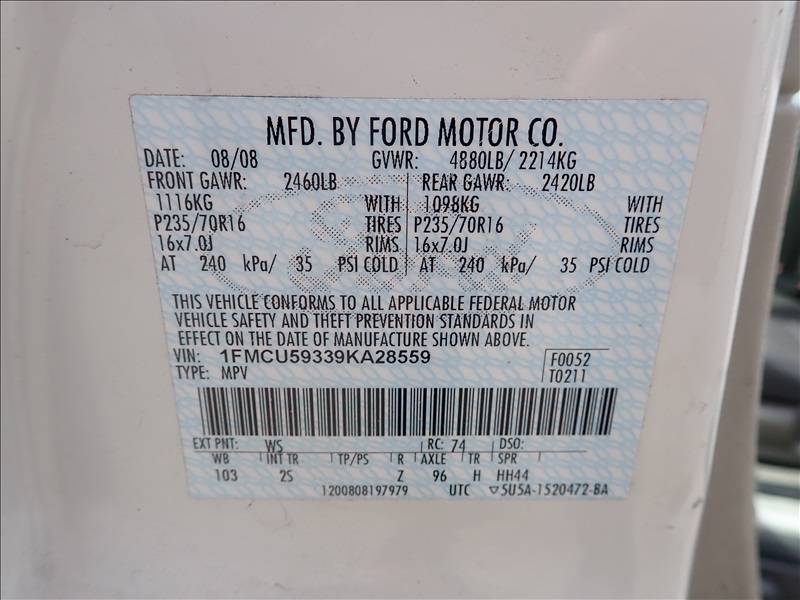 MFD. BY FORD MOTOR CO.
DATE: 08/08 GVWR: 4880LB/ 2214KG
FRONT GAWR: 2460LB REAR GAWR: 2420LB
1116KG WITH 1098KG WITH
P235/70R16 TIRES P235/70R16 TIRES
16x7.0J RIMS 16x7.0J RIMS
AT 240 kPa/ 35 PSI COLD AT 240 kPa/ 35 PSI COLD
THIS VEHICLE CONFORMS TO ALL APPLICABLE FEDERAL MOTOR
VEHICLE SAFETY AND THEFT PREVENTION STANDARDS IN
EFFECT ON THE DATE OF MANUFACTURE SHOWN ABOVE.
VIN: 1FMCU59339KA28559 F0052
TYPE: MPV T0211
EXT PNT: WS RC: 74 DSO:
WB INT TR TP/PS R AXLE TR SPR
103 2S Z 96 H HH44
1200808197979 UTC ▽5U5A-1520472-BA